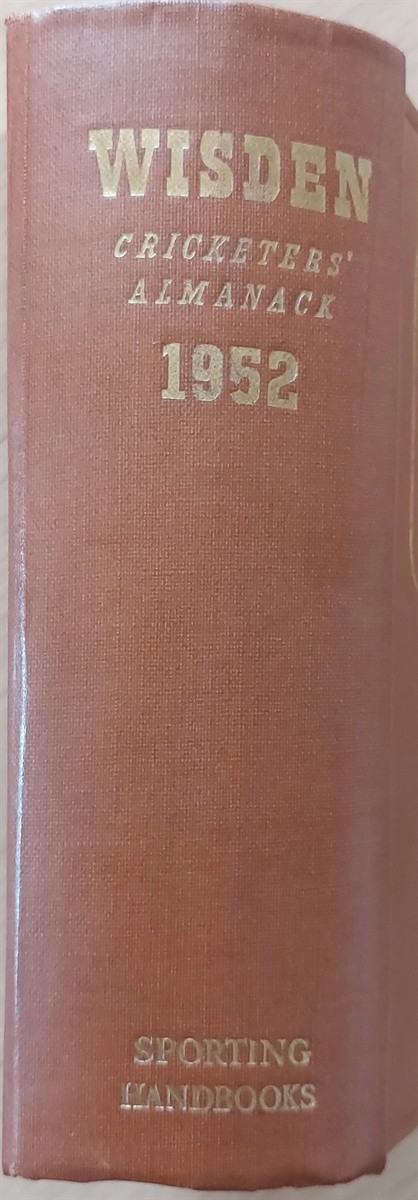 WISDEN
CRICKETERS'
ALMANACK
1952
SPORTING
HANDBOOKS